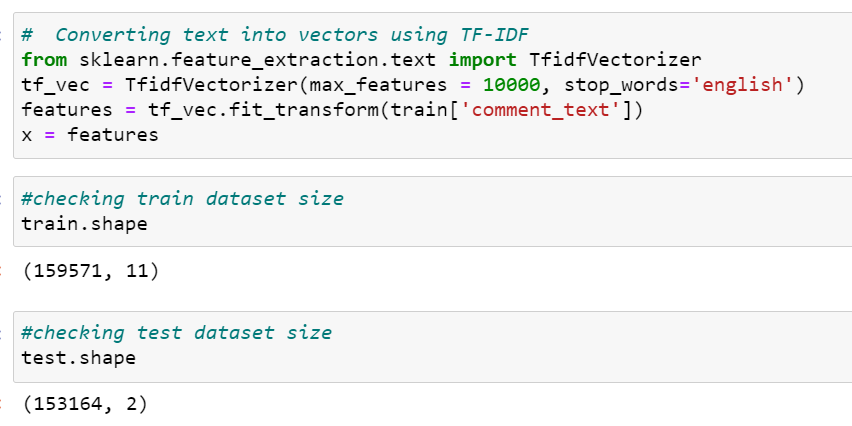 #  Converting text into vectors using TF-IDF
from sklearn.feature_extraction.text import TfidfVectorizer
tf_vec = TfidfVectorizer(max_features = 10000, stop_words='english')
features = tf_vec.fit_transform(train['comment_text'])
x = features
#checking train dataset size
train.shape
(159571, 11)
#checking test dataset size
test.shape
(153164, 2)